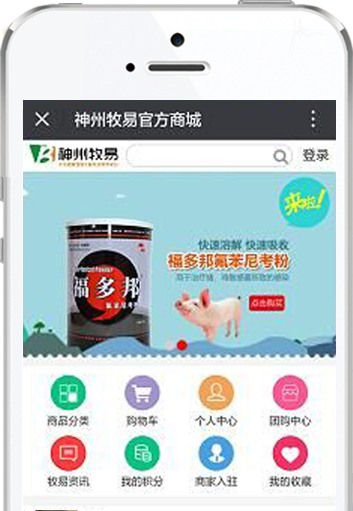 神州牧易官方商城
神州牧易
登录
来啦!
快速溶解 快速吸收
福多邦氟苯尼考粉
点击购买
福多邦
氟苯尼考粉
商品分类
购物车
个人中心
团购中心
牧易资讯
我的积分
商家入驻
我的收藏